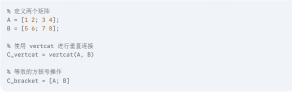 % 定义两个矩阵
A = [1 2; 3 4];
B = [5 6; 7 8];
% 使用 vertcat 进行垂直连接
C_vertcat = vertcat(A, B)
% 等效的方括号操作
C_bracket = [A; B]